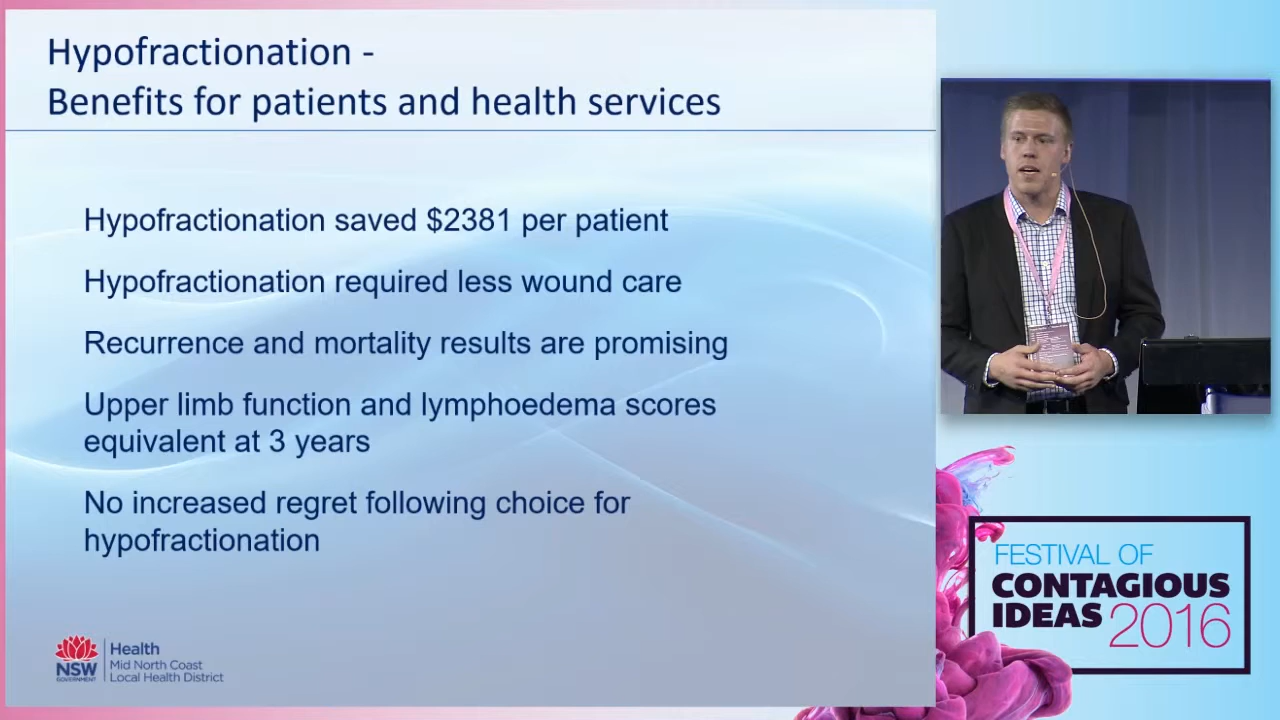 Hypofractionation -
Benefits for patients and health services
Hypofractionation saved $2381 per patient
Hypofractionation required less wound care
Recurrence and mortality results are promising
Upper limb function and lymphoedema scores
equivalent at 3 years
No increased regret following choice for
hypofractionation
NSW
GOVERNMENT
Health
Mid North Coast
Local Health District
FESTIVAL OF
CONTAGIOUS
IDEAS 2016